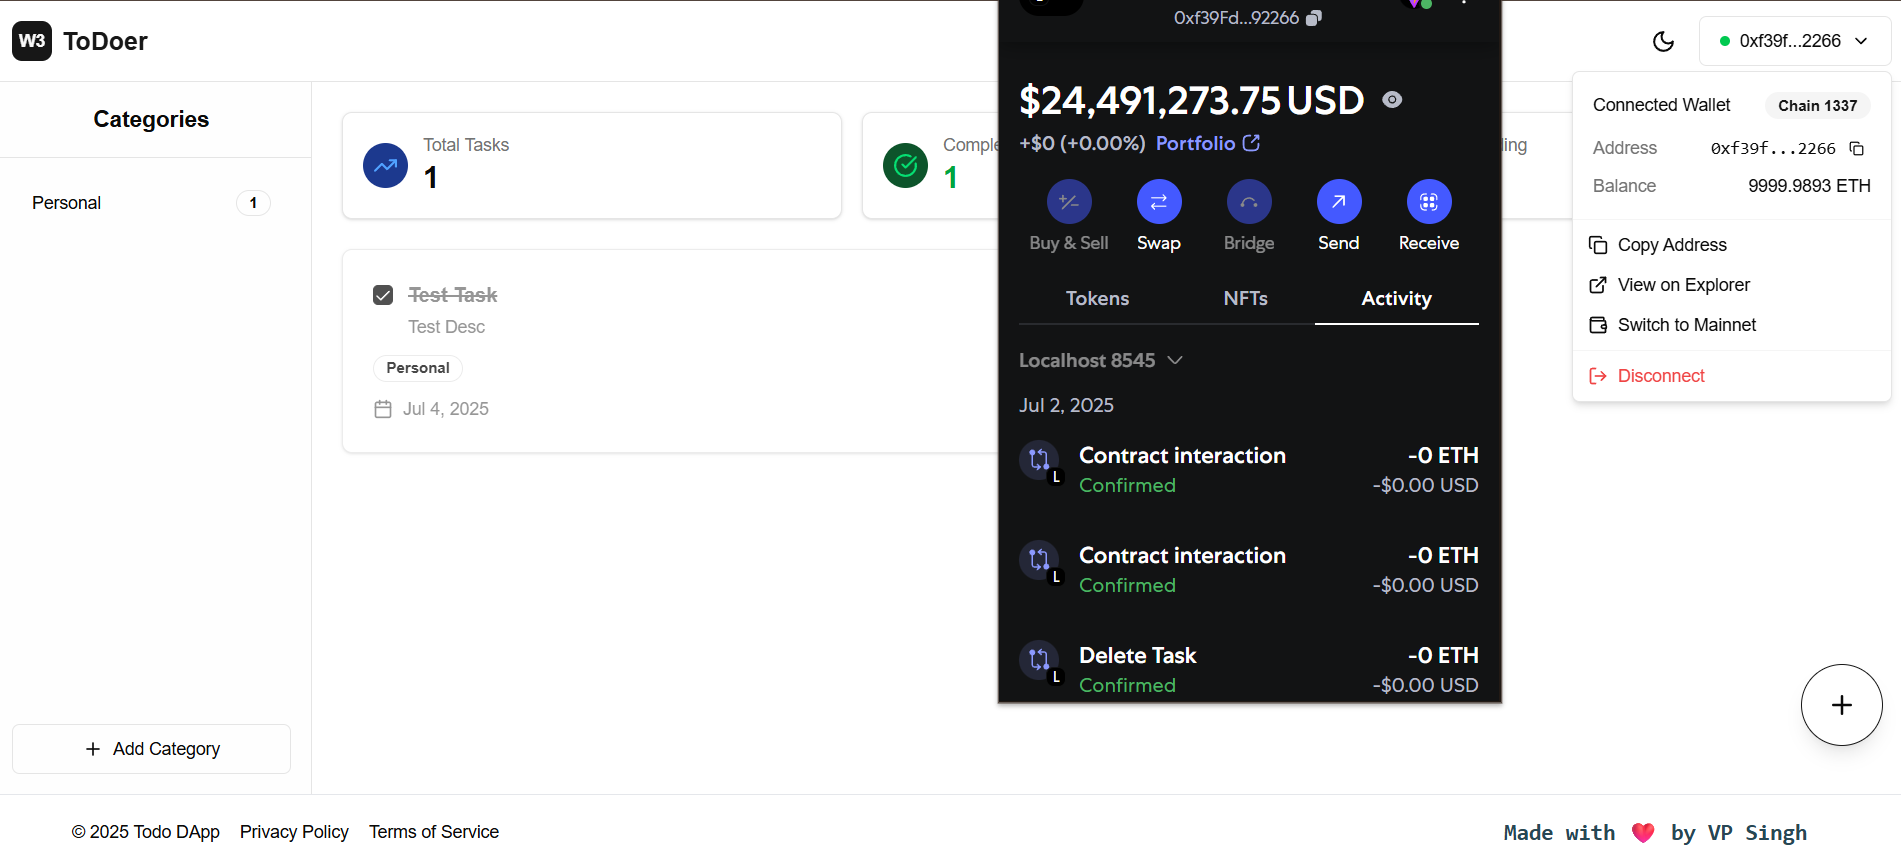 W3 ToDoer
0xf39f...2266
Categories
Personal 1
Add Category
Total Tasks
1
Comple
1
ing
Test Task
Test Desc
Personal
Jul 4, 2025
0xf39Fd...92266
$24,491,273.75 USD
+$0 (+0.00%) Portfolio
Buy & Sell Swap Bridge Send Receive
Tokens NFTs Activity
Localhost 8545
Jul 2, 2025
Contract interaction -0 ETH
Confirmed -$0.00 USD
L
Contract interaction -0 ETH
Confirmed -$0.00 USD
L
Delete Task -0 ETH
Confirmed -$0.00 USD
L
Connected Wallet Chain 1337
Address 0xf39f...2266
Balance 9999.9893 ETH
Copy Address
View on Explorer
Switch to Mainnet
Disconnect
© 2025 Todo DApp Privacy Policy Terms of Service
Made with ❤️ by VP Singh